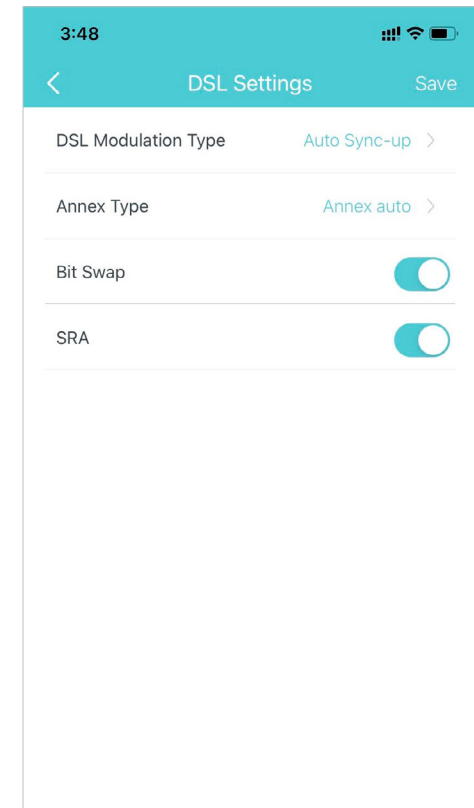 3:48
DSL Settings Save
DSL Modulation Type Auto Sync-up
Annex Type Annex auto
Bit Swap
SRA